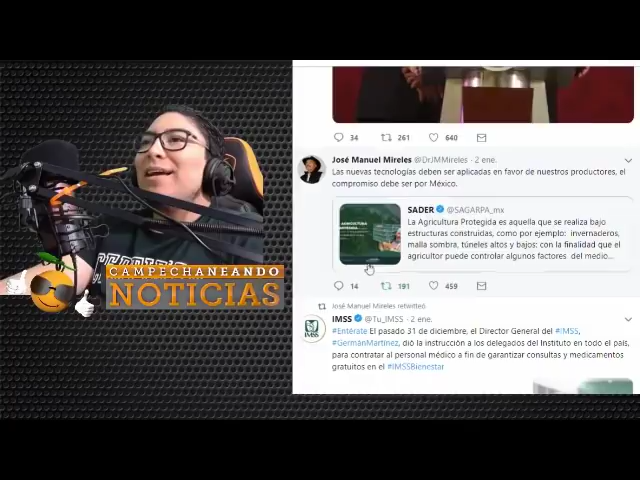 34 261 640
José Manuel Mireles @DrJMMireles - 2 ene.
Las nuevas tecnologías deben ser aplicadas en favor de nuestros productores, el
compromiso debe ser por México.
SADER @SAGARPA_mx
La Agricultura Protegida es aquella que se realiza bajo
estructuras construidas, como por ejemplo: invernaderos,
malla sombra, túneles altos y bajos; con la finalidad que el
agricultor puede controlar algunos factores del medio...
AGRICULTURA
14 191 459
José Manuel Mireles retwitteó
IMSS @Tu_IMSS - 2 ene.
#Entérate El pasado 31 de diciembre, el Director General del #IMSS,
#GermánMartínez, dió la instrucción a los delegados del Instituto en todo el país,
para contratar al personal médico a fin de garantizar consultas y medicamentos
gratuitos en el #IMSSBienestar
IMSS
CAMPECHANEANDO
NOTICIAS